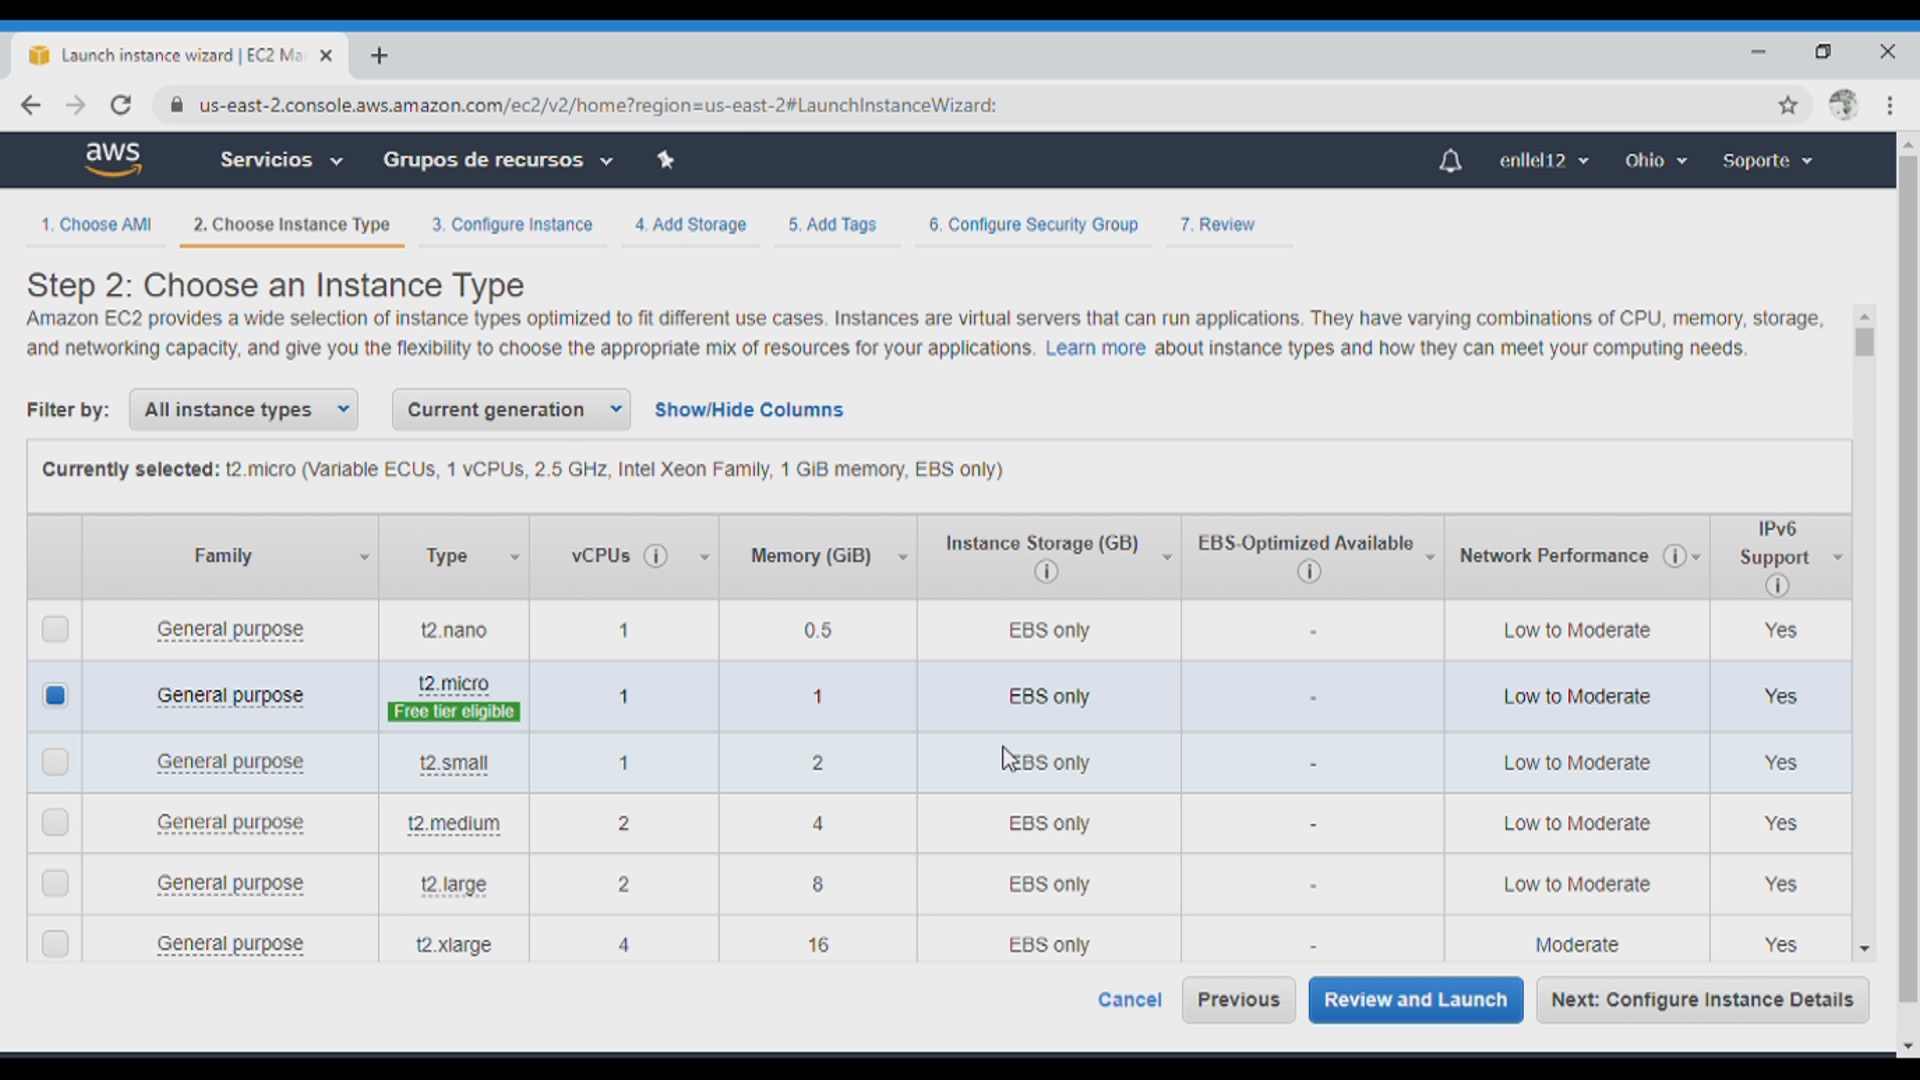 Launch instance wizard | EC2 Ma
us-east-2.console.aws.amazon.com/ec2/v2/home?region=us-east-2#LaunchInstanceWizard:
aws Servicios Grupos de recursos enllel12 Ohio Soporte
1. Choose AMI 2. Choose Instance Type 3. Configure Instance 4. Add Storage 5. Add Tags 6. Configure Security Group 7. Review
Step 2: Choose an Instance Type
Amazon EC2 provides a wide selection of instance types optimized to fit different use cases. Instances are virtual servers that can run applications. They have varying combinations of CPU, memory, storage,
and networking capacity, and give you the flexibility to choose the appropriate mix of resources for your applications. Learn more about instance types and how they can meet your computing needs.
Filter by: All instance types Current generation Show/Hide Columns
Currently selected: t2.micro (Variable ECUs, 1 vCPUs, 2.5 GHz, Intel Xeon Family, 1 GiB memory, EBS only)
Family Type vCPUs Memory (GiB) Instance Storage (GB) EBS-Optimized Available Network Performance IPv6 Support
General purpose t2.nano 1 0.5 EBS only - Low to Moderate Yes
General purpose t2.micro Free tier eligible 1 1 EBS only - Low to Moderate Yes
General purpose t2.small 1 2 EBS only - Low to Moderate Yes
General purpose t2.medium 2 4 EBS only - Low to Moderate Yes
General purpose t2.large 2 8 EBS only - Low to Moderate Yes
General purpose t2.xlarge 4 16 EBS only - Moderate Yes
Cancel Previous Review and Launch Next: Configure Instance Details